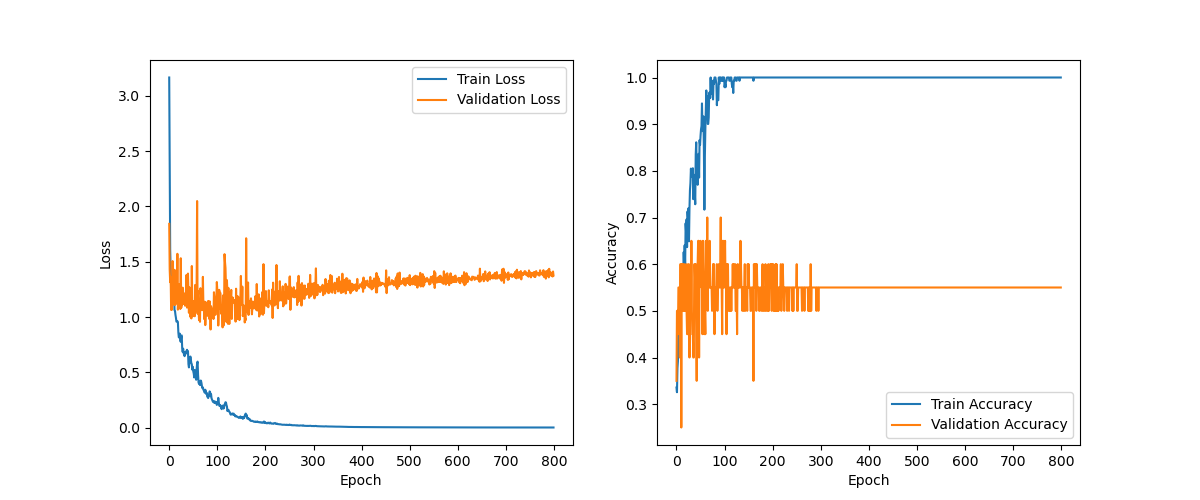 Train Loss
Validation Loss
3.0
2.5
2.0
1.5
1.0
0.5
0.0
Loss
0 100 200 300 400 500 600 700 800
Epoch
1.0
0.9
0.8
0.7
0.6
0.5
0.4
0.3
Accuracy
Train Accuracy
Validation Accuracy
0 100 200 300 400 500 600 700 800
Epoch